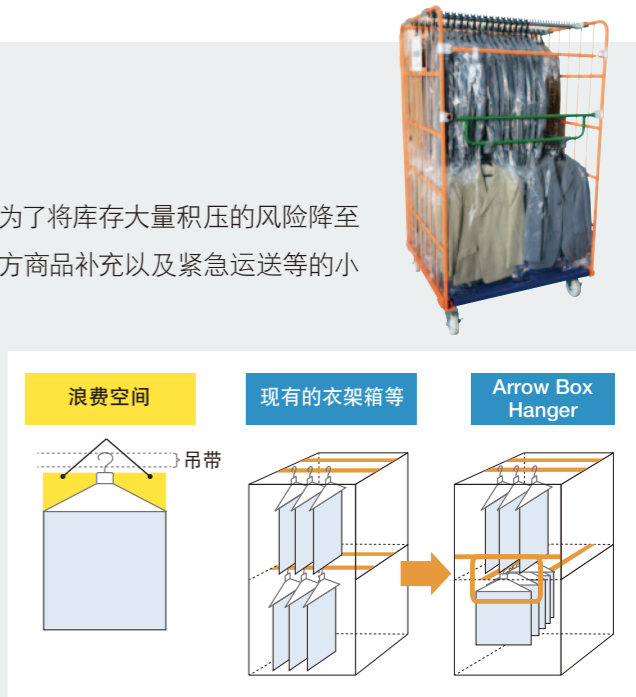 为了将库存大量积压的风险降至
方商品补充以及紧急运送等的小
浪费空间
现有的衣架箱等
Arrow Box
Hanger
吊带